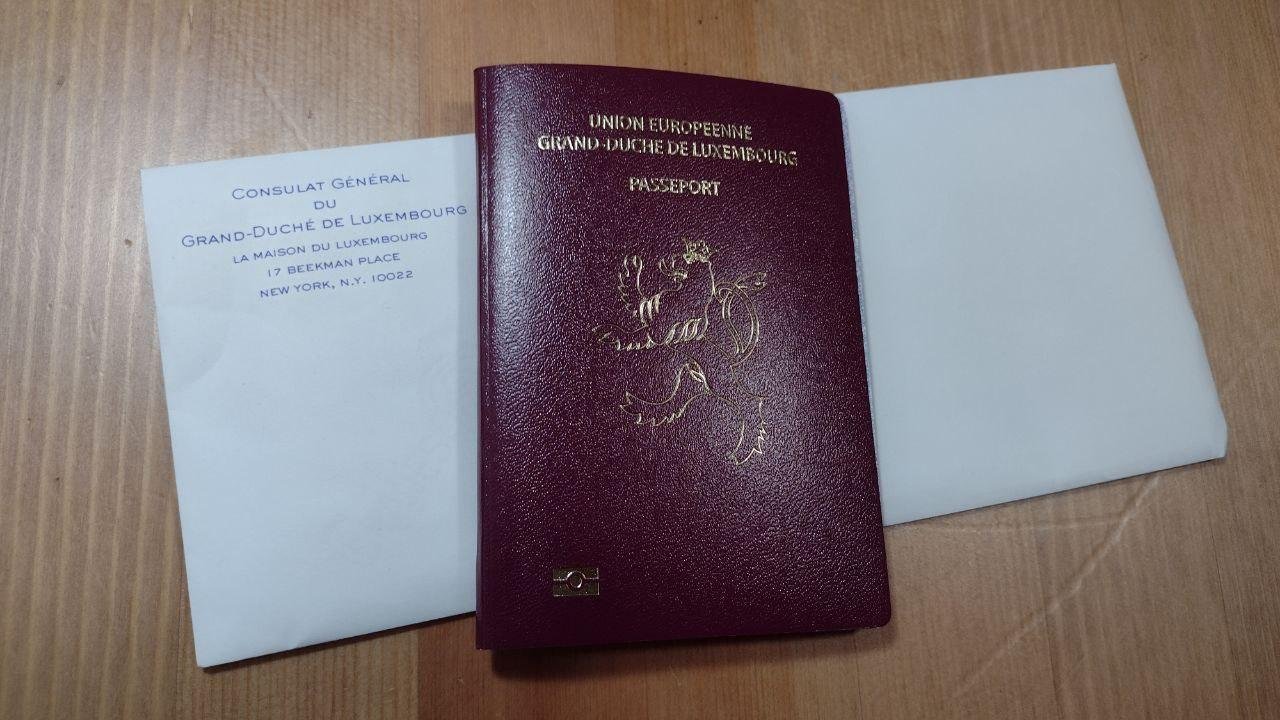 CONSULAT GÉNÉRAL
DU
GRAND-DUCHÉ DE LUXEMBOURG
LA MAISON DU LUXEMBOURG
17 BEEKMAN PLACE
NEW YORK, N.Y. 10022
UNION EUROPEENNE
GRAND-DUCHE DE LUXEMBOURG
PASSEPORT